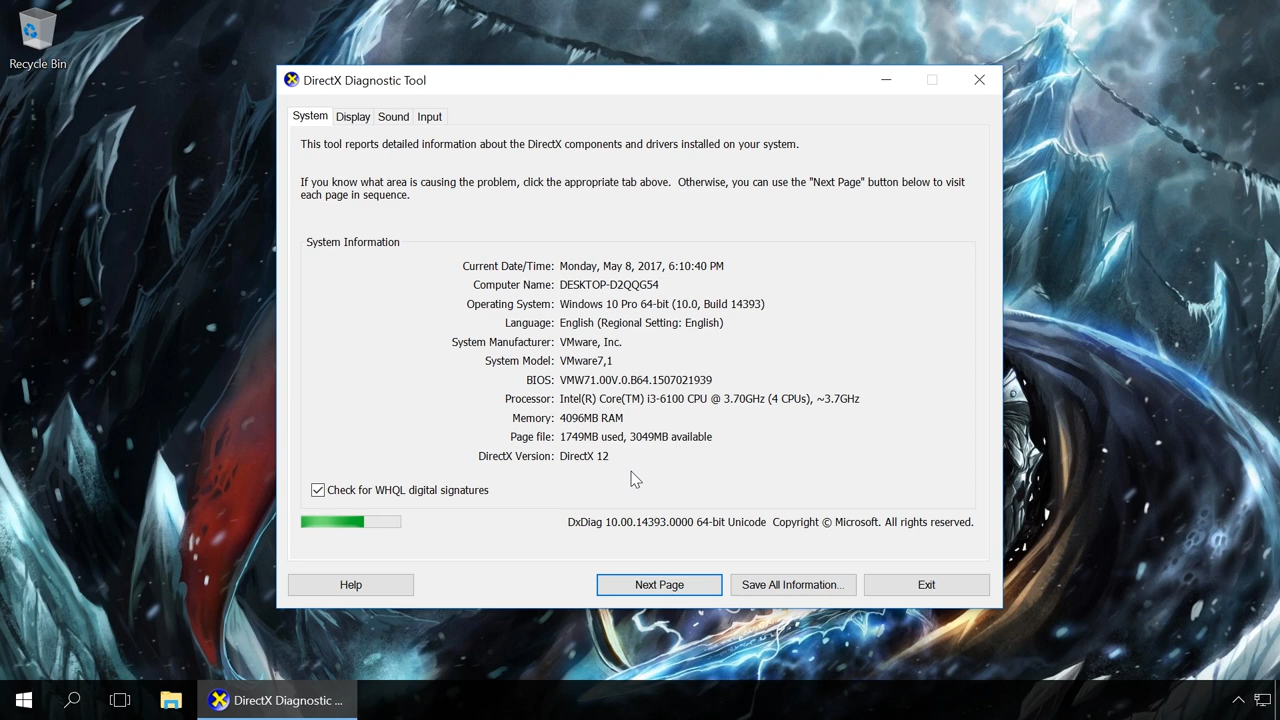 Recycle Bin
DirectX Diagnostic Tool
System Display Sound Input
This tool reports detailed information about the DirectX components and drivers installed on your system.
If you know what area is causing the problem, click the appropriate tab above.  Otherwise, you can use the "Next Page" button below to visit
each page in sequence.
System Information
Current Date/Time: Monday, May 8, 2017, 6:10:40 PM
Computer Name: DESKTOP-D2QQG54
Operating System: Windows 10 Pro 64-bit (10.0, Build 14393)
Language: English (Regional Setting: English)
System Manufacturer: VMware, Inc.
System Model: VMware7,1
BIOS: VMW71.00V.0.B64.1507021939
Processor: Intel(R) Core(TM) i3-6100 CPU @ 3.70GHz (4 CPUs), ~3.7GHz
Memory: 4096MB RAM
Page file: 1749MB used, 3049MB available
DirectX Version: DirectX 12
Check for WHQL digital signatures
DxDiag 10.00.14393.0000 64-bit Unicode  Copyright © Microsoft. All rights reserved.
Help Next Page Save All Information... Exit
DirectX Diagnostic ...